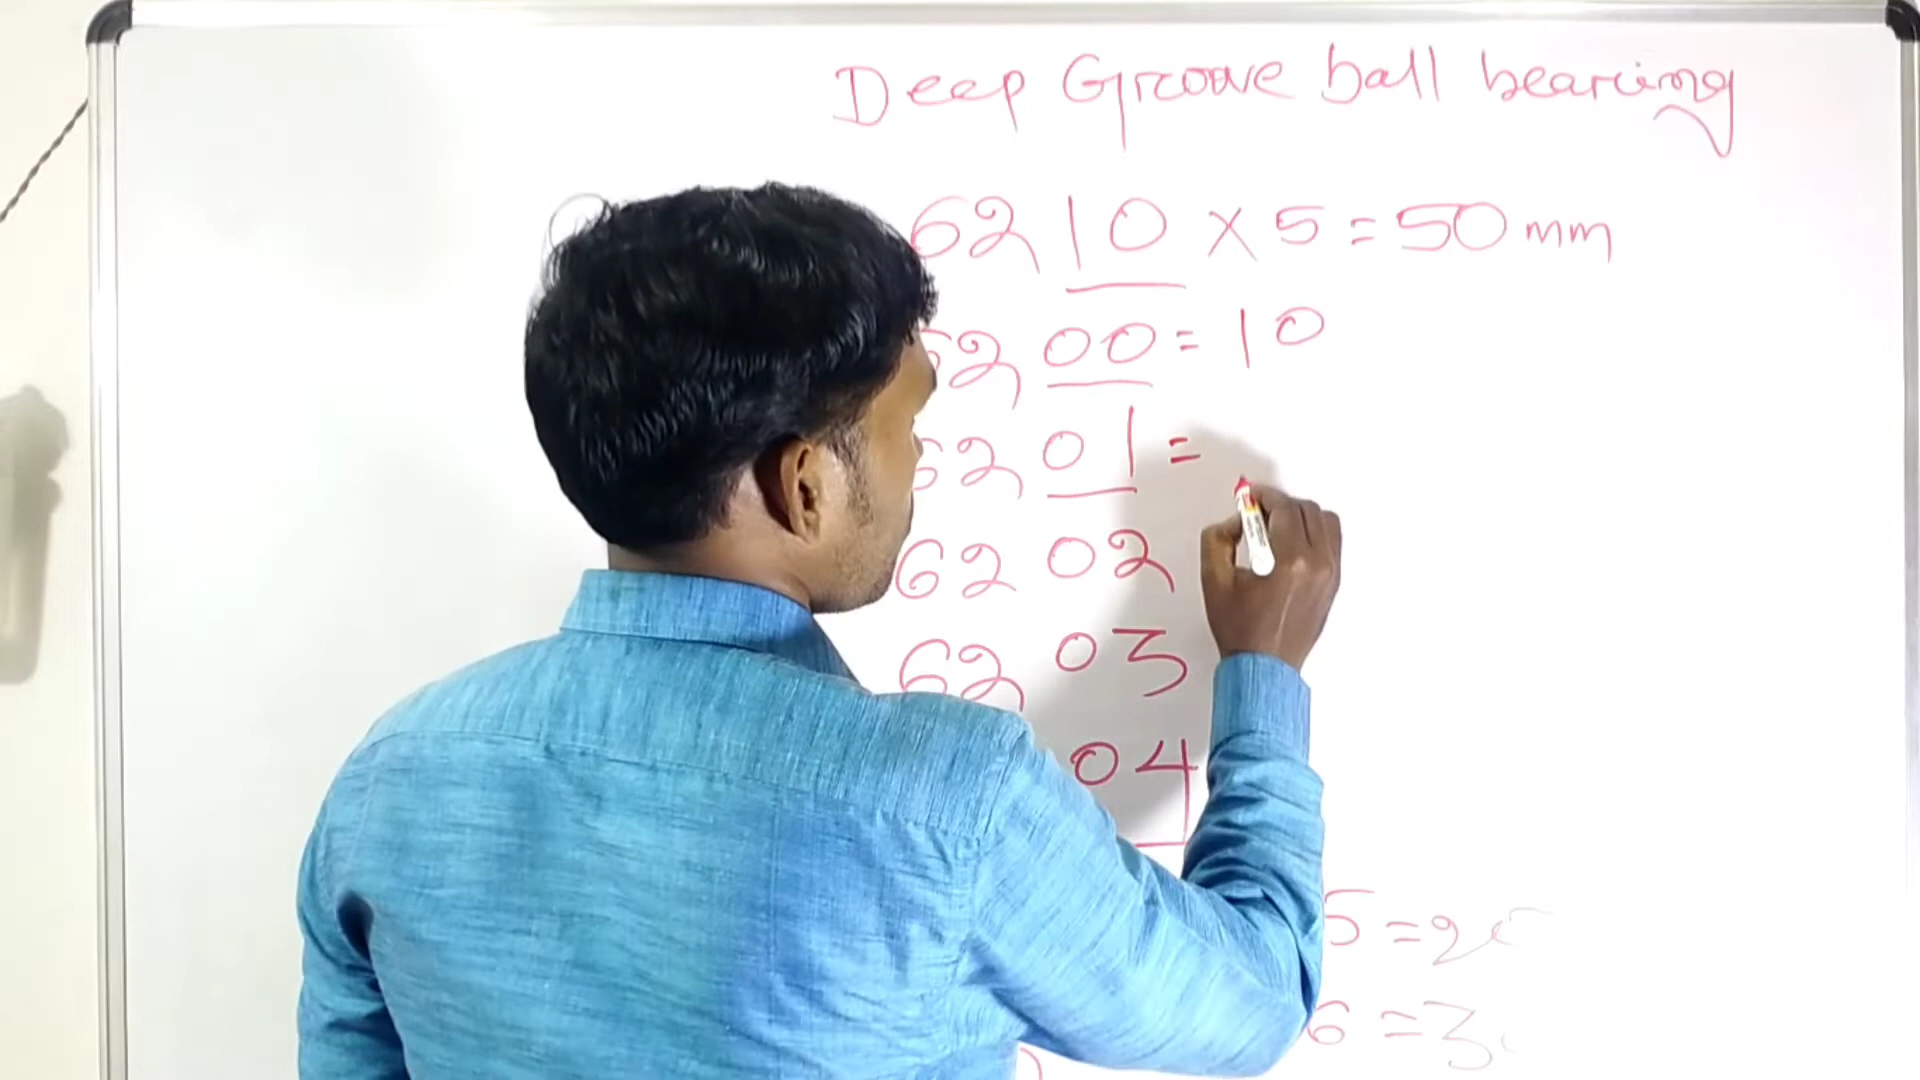 Deep Groove ball bearing
6210 x 5 = 50 mm
6200 = 10
6201 =
6202
6203
04
5 = 25
6 = 30